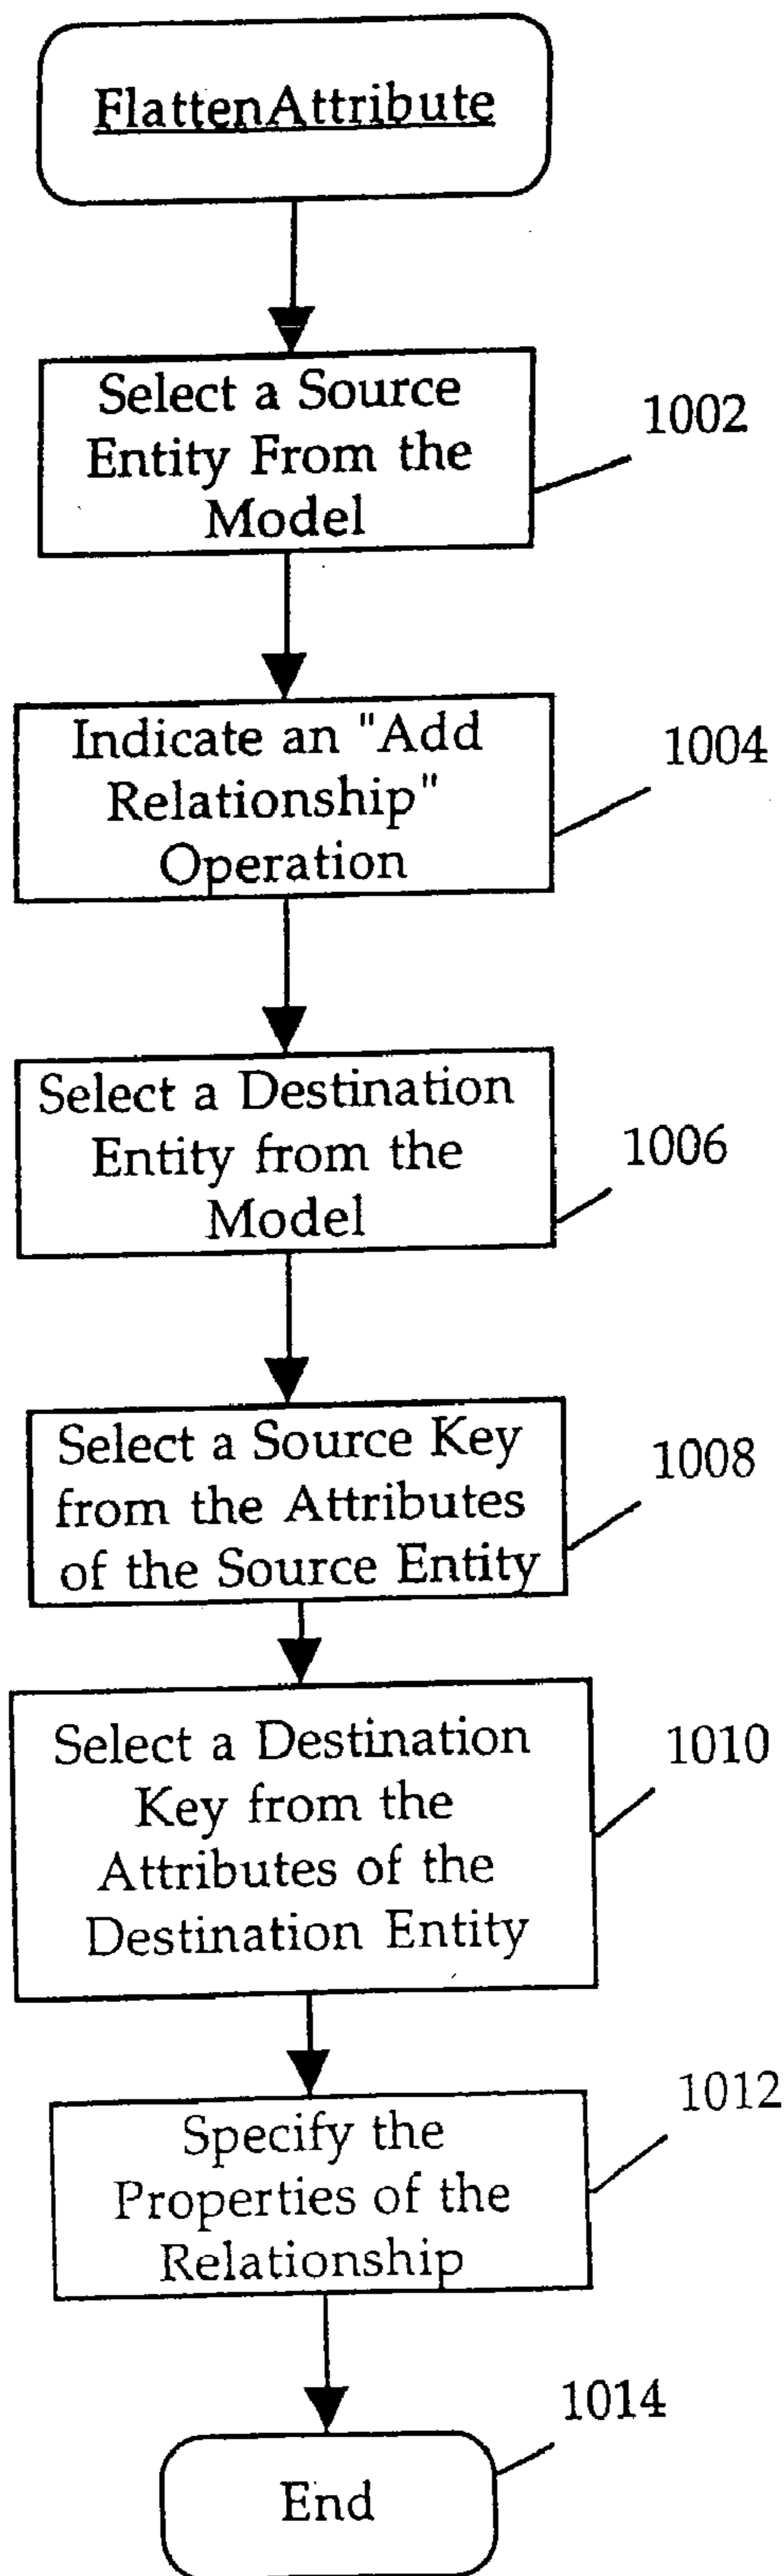 FlattenAttribute
Select a Source
Entity From the
Model
1002
Indicate an "Add
Relationship"
Operation
1004
Select a Destination
Entity from the
Model
1006
Select a Source Key
from the Attributes
of the Source Entity
1008
Select a Destination
Key from the
Attributes of the
Destination Entity
1010
Specify the
Properties of the
Relationship
1012
End
1014